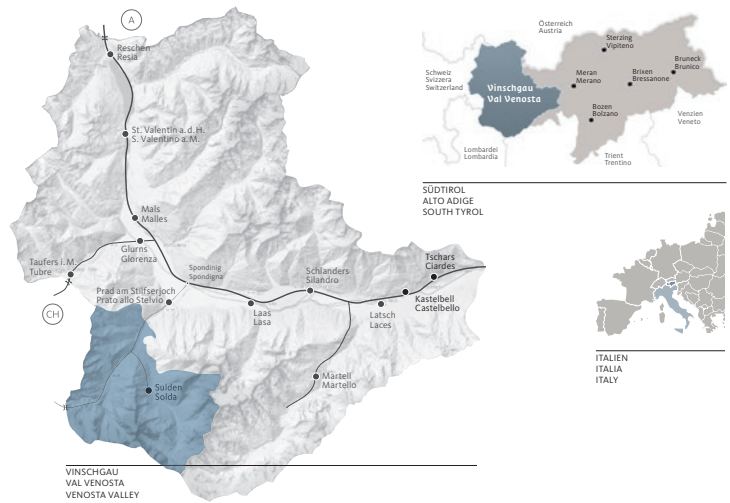 A
Reschen
Resia
St. Valentin a.d.H.
S. Valentino a.M.
Mals
Malles
Glurns
Glorenza
Taufers i.M.
Tubre
CH
Spondinig
Spondigna
Prad am Stilfserjoch
Prato allo Stelvio
Schlanders
Silandro
Laas
Lasa
Tschars
Ciardes
Kastelbell
Castelbello
Latsch
Laces
Martell
Martello
Sulden
Solda
VINSCHGAU
VAL VENOSTA
VENOSTA VALLEY
Österreich
Austria
Schweiz
Svizzera
Switzerland
Vinschgau
Val Venosta
Sterzing
Vipiteno
Meran
Merano
Brixen
Bressanone
Bruneck
Brunico
Bozen
Bolzano
Venzien
Veneto
Lombardei
Lombardia
Trient
Trentino
SÜDTIROL
ALTO ADIGE
SOUTH TYROL
ITALIEN
ITALIA
ITALY